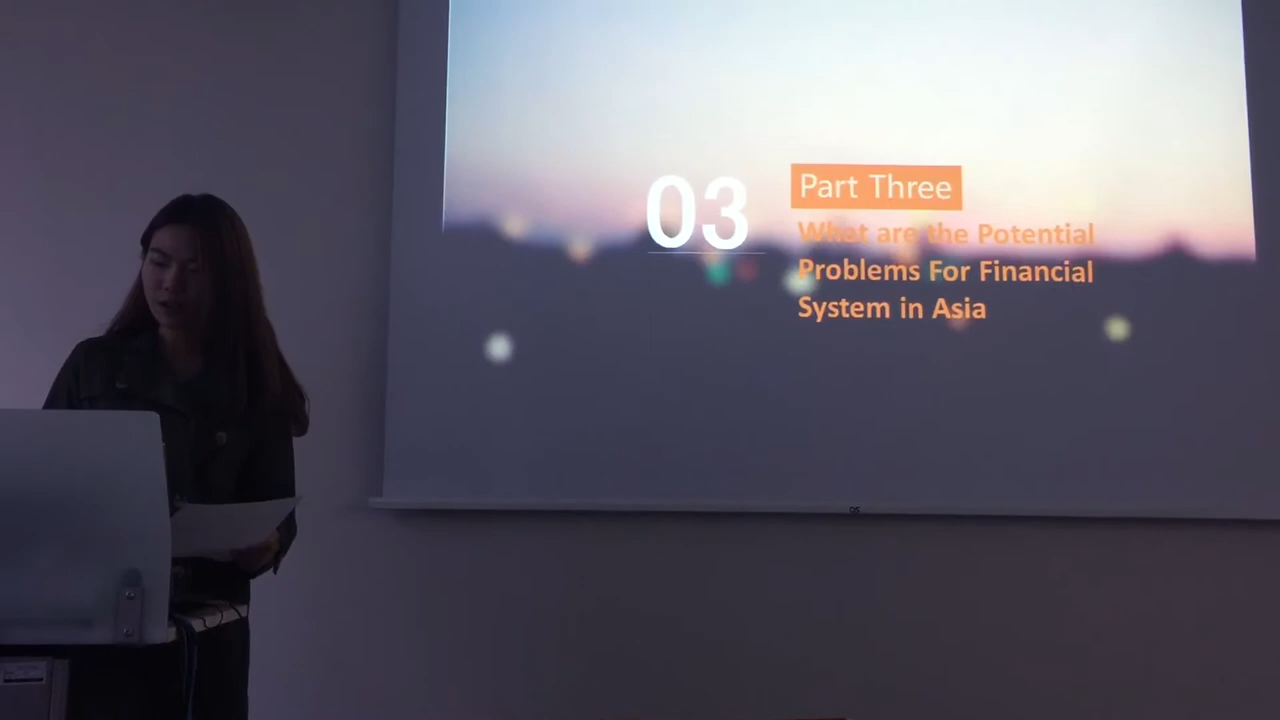 03
Part Three
What are the Potential
Problems For Financial
System in Asia